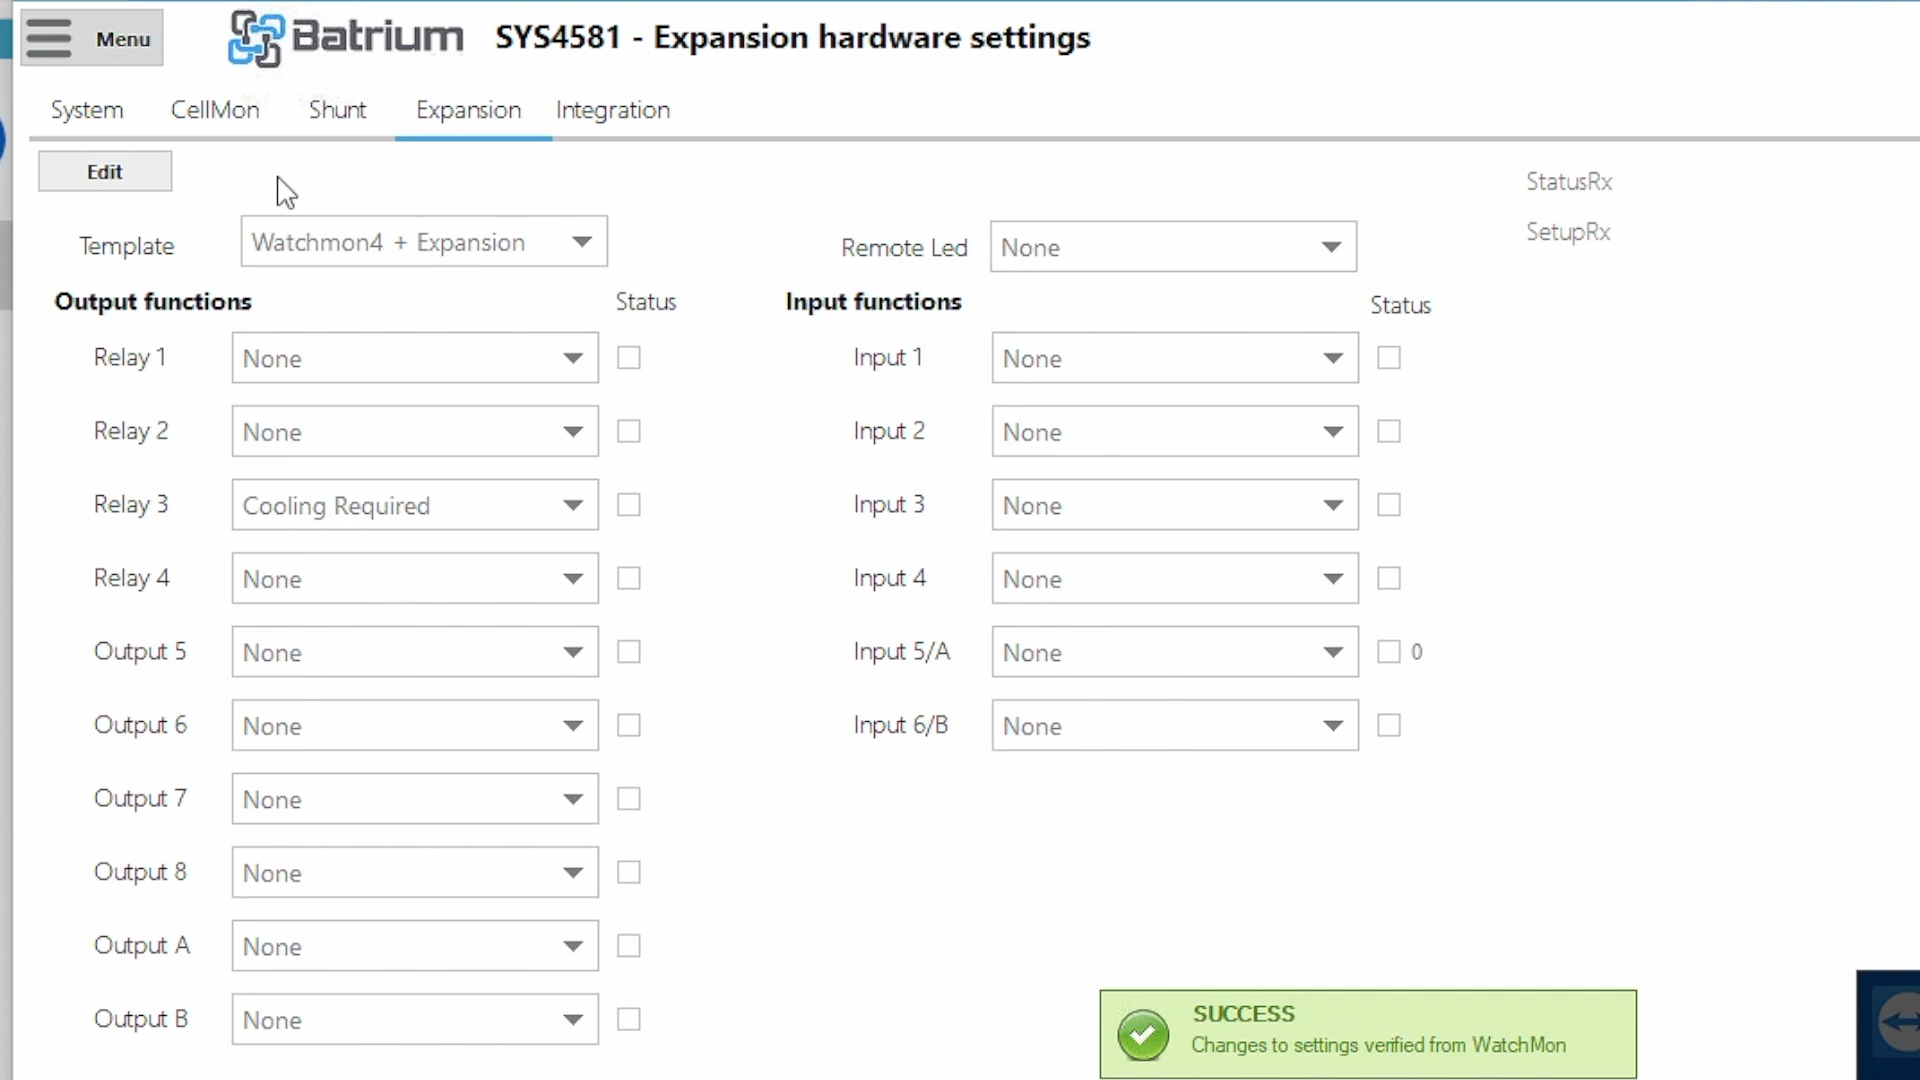 Menu
Batrium
SYS4581 - Expansion hardware settings
System CellMon Shunt Expansion Integration
Edit
StatusRx
Template Watchmon4 + Expansion Remote Led None
SetupRx
Output functions Status Input functions Status
Relay 1 None Input 1 None
Relay 2 None Input 2 None
Relay 3 Cooling Required Input 3 None
Relay 4 None Input 4 None
Output 5 None Input 5/A None 0
Output 6 None Input 6/B None
Output 7 None
Output 8 None
Output A None
Output B None
SUCCESS
Changes to settings verified from WatchMon